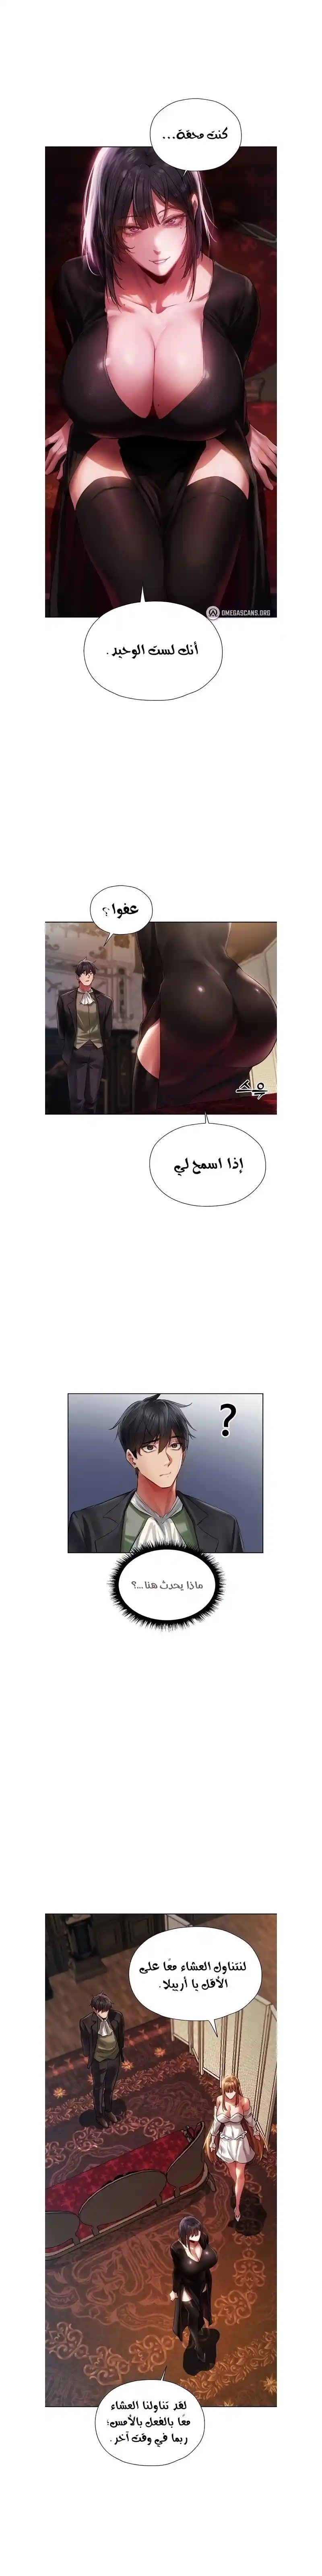 كنت محقة...
OMEGASCANS.ORG
أنك لست الوحيد.
عفوا؟
إذا اسمح لي
?
ماذا يحدث هنا...؟
لنتناول العشاء معًا على
الأقل يا أرييلا.
لقد تناولنا العشاء
معًا بالفعل بالأمس؛
ربما في وقت آخر.